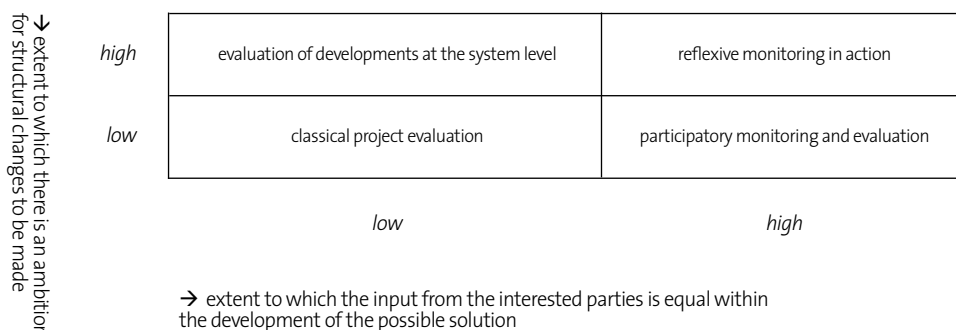 → extent to which there is an ambition
for structural changes to be made
high
evaluation of developments at the system level
reflexive monitoring in action
low
classical project evaluation
participatory monitoring and evaluation
low
high
→ extent to which the input from the interested parties is equal within
the development of the possible solution